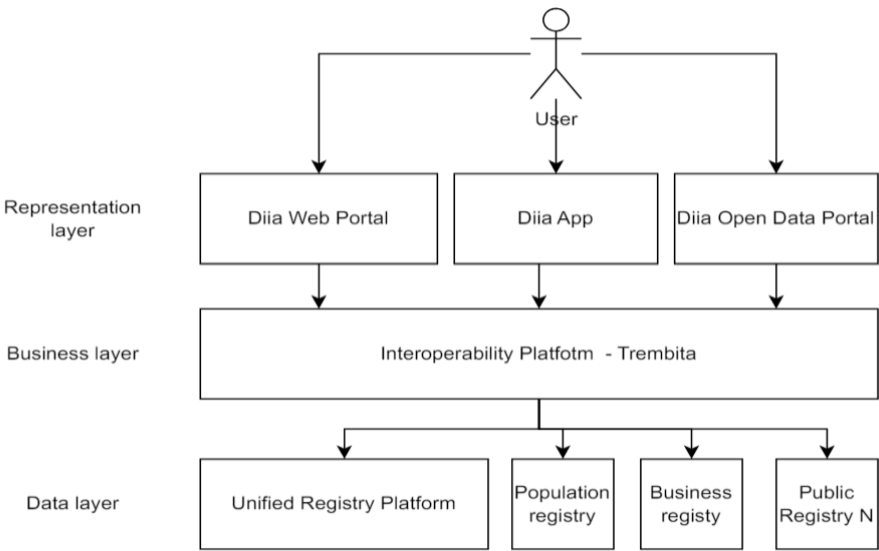 User
Representation
layer
Diia Web Portal
Diia App
Diia Open Data Portal
Business layer
Interoperability Platfotm - Trembita
Data layer
Unified Registry Platform
Population
registry
Business
registy
Public
Registry N